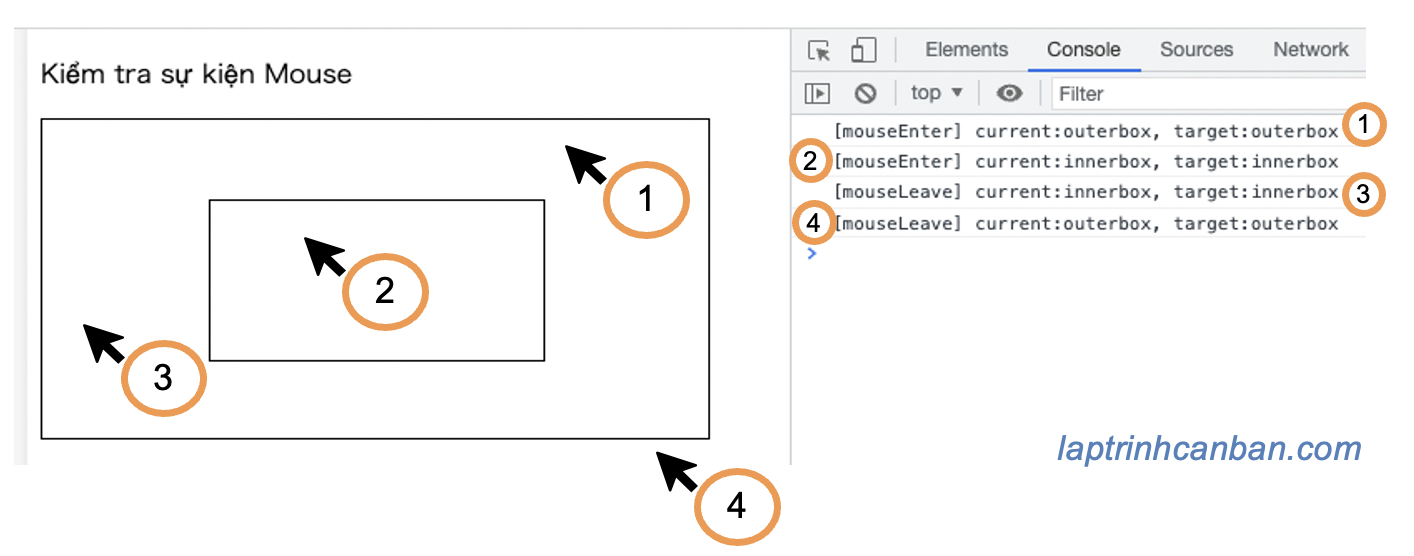 Kiểm tra sự kiện Mouse
1
2
3
4
Elements Console Sources Network
top ▼ Filter
[mouseEnter] current:outerbox, target:outerbox 1
2 [mouseEnter] current:innerbox, target:innerbox
[mouseLeave] current:innerbox, target:innerbox 3
4 [mouseLeave] current:outerbox, target:outerbox
>
laptrinhcanban.com